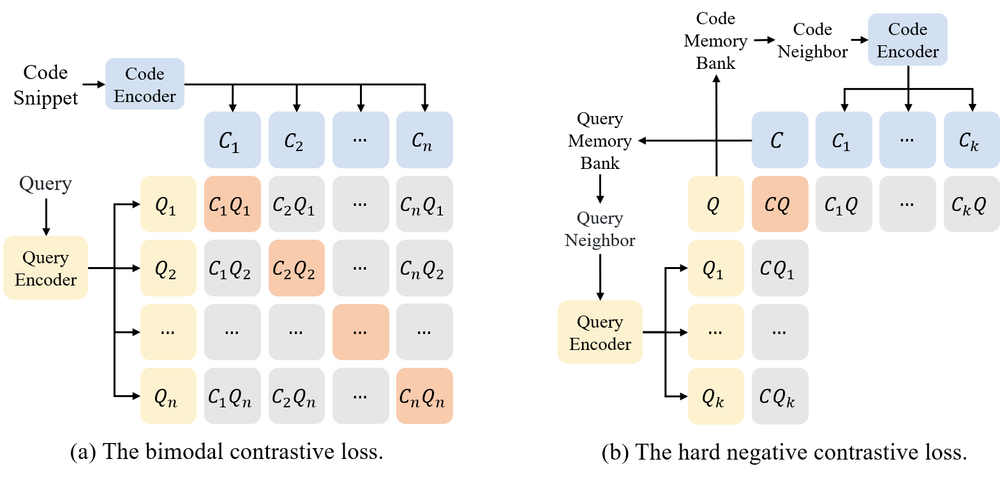 Code
Snippet
Code
Encoder
C₁
C₂
...
Cₙ
Query
Query
Encoder
Q₁
C₁Q₁
C₂Q₁
...
CₙQ₁
Q₂
C₁Q₂
C₂Q₂
...
CₙQ₂
...
...
...
...
...
Qₙ
C₁Qₙ
C₂Qₙ
...
CₙQₙ
(a) The bimodal contrastive loss.
Code
Memory
Bank
Code
Neighbor
Code
Encoder
Query
Memory
Bank
C
C₁
...
Cₖ
Query
Neighbor
Q
CQ
C₁Q
...
CₖQ
Query
Encoder
Q₁
CQ₁
...
...
Qₖ
CQₖ
(b) The hard negative contrastive loss.